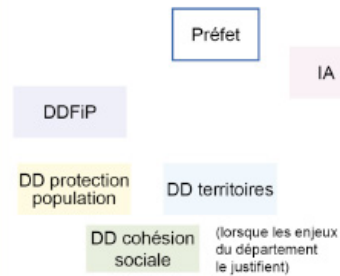 Préfet
IA
DDFiP
DD protection
population
DD territoires
DD cohésion
sociale
(lorsque les enjeux
du département
le justifient)